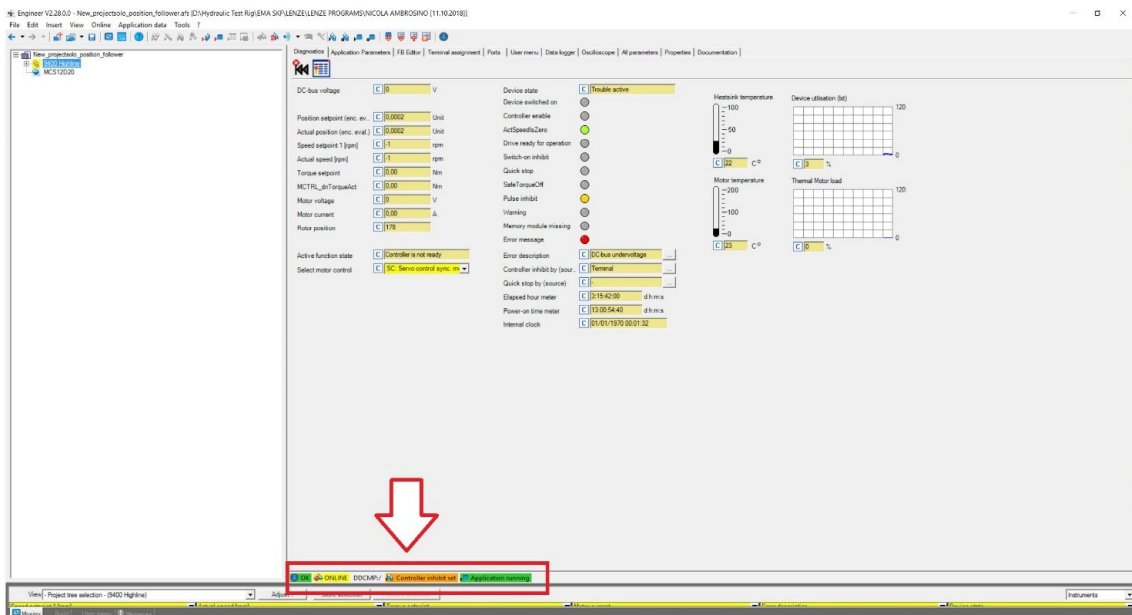 Engineer V2.28.0.0 - New_projectsolo_position_follower.afs [D:\Hydraulic Test Rig\EMA SKP\LENZE\LENZE PROGRAMS\NICOLA AMBROSINO (11.10.2018)]
File Edit Insert View Online Application data Tools ?
New_projectsolo_position_follower
9400 Highline
MCS12D20
Diagnostics Application Parameters FB Editor Terminal assignment Ports User menu Data logger Oscilloscope All parameters Properties Documentation
DC-bus voltage C 0 V
Position setpoint (enc. ev.. C 0,0002 Unit
Actual position (enc. eval.) C 0,0002 Unit
Speed setpoint 1 [rpm] C -1 rpm
Actual speed [rpm] C -1 rpm
Torque setpoint C 0,00 Nm
MCTRL_dnTorqueAct C 0,00 Nm
Motor voltage C 0 V
Motor current C 0,00 A
Rotor position C 178
Active function state C Controller is not ready
Select motor control C SC: Servo control sync. m
Device state C Trouble active
Device switched on
Controller enable
ActSpeedIsZero
Drive ready for operation
Switch-on inhibit
Quick stop
SafeTorqueOff
Pulse inhibit
Warning
Memory module missing
Error message
Error description C DC-bus undervoltage ...
Controller inhibit by (sour.. C Terminal ...
Quick stop by (source) C - ...
Elapsed hour meter C 3:15:42:00 d:h:m:s
Power-on time meter C 13:00:54:40 d:h:m:s
Internal clock C 01/01/1970 00:01:32
Heatsink temperature
100
50
0
C 22 C°
Device utilisation (Ixt)
120
0
C 3 %
Motor temperature
200
100
0
C 23 C°
Thermal Motor load
120
0
C 0 %
OK ONLINE DDCMP:/ Controller inhibit set Application running
View - Project tree selection - (9400 Highline) Instruments